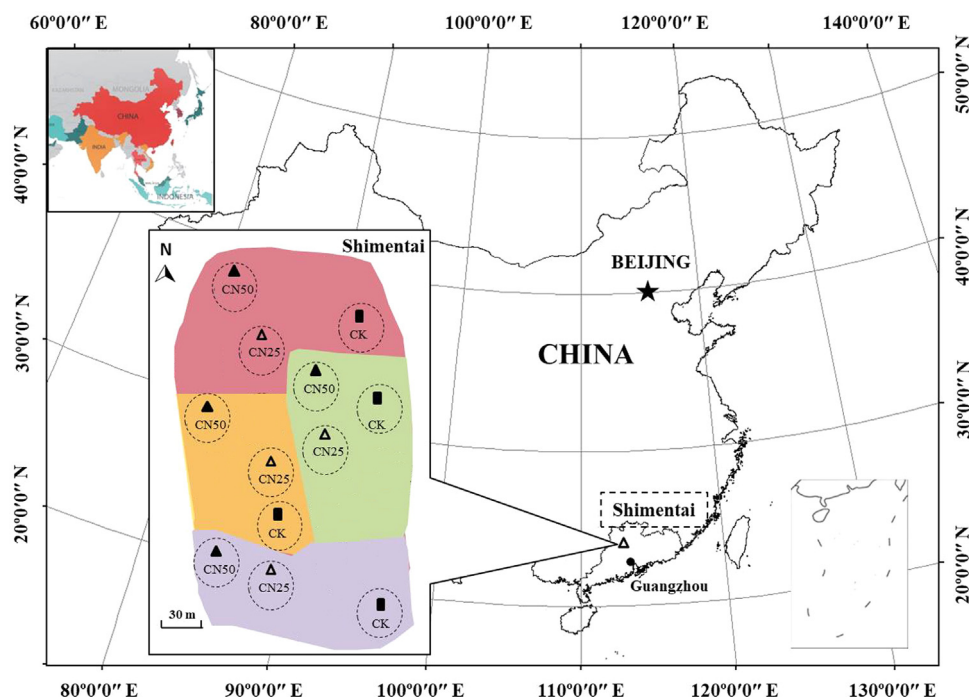 60°0′0″ E
80°0′0″ E
100°0′0″ E
120°0′0″ E
140°0′0″ E
50°0′0″ N
40°0′0″ N
30°0′0″ N
20°0′0″ N
40°0′0″ N
30°0′0″ N
20°0′0″ N
MONGOLIA
CHINA
INDIA
INDONESIA
N
Shimentai
CN50
CN25
CK
CN50
CK
CN50
CN25
CN25
CK
CN50
CN25
CK
30 m
BEIJING
CHINA
Shimentai
Guangzhou
80°0′0″ E
90°0′0″ E
100°0′0″ E
110°0′0″ E
120°0′0″ E
130°0′0″ E